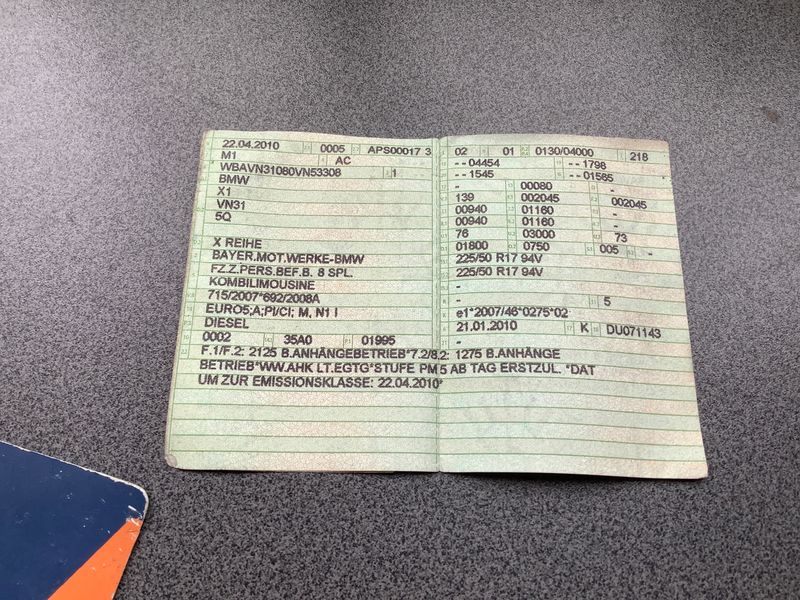 22.04.2010 0005 APS00017 3
M1 AC
WBAVN31080VN53308 1
BMW
X1
VN31
5Q
X REIHE
BAYER.MOT.WERKE-BMW
FZ.Z.PERS.BEF.B. 8 SPL.
KOMBILIMOUSINE
715/2007*692/2008A
EURO5;A;PI/CI; M, N1 I
DIESEL
0002 35A0 01995
02 01 0130/04000 218
--04454 --1798
--1545 --01565
- 00080 -
139 002045 002045
00940 01160 -
00940 01160 -
76 03000 73
01800 0750 005 -
225/50 R17 94V
225/50 R17 94V
-
- 5
e1*2007/46*0275*02
21.01.2010 K DU071143
-
F.1/F.2: 2125 B.ANHÄNGEBETRIEB*7.2/8.2: 1275 B.ANHÄNGE
BETRIEB*WW.AHK LT.EGTG*STUFE PM 5 AB TAG ERSTZUL. *DAT
UM ZUR EMISSIONSKLASSE: 22.04.2010*